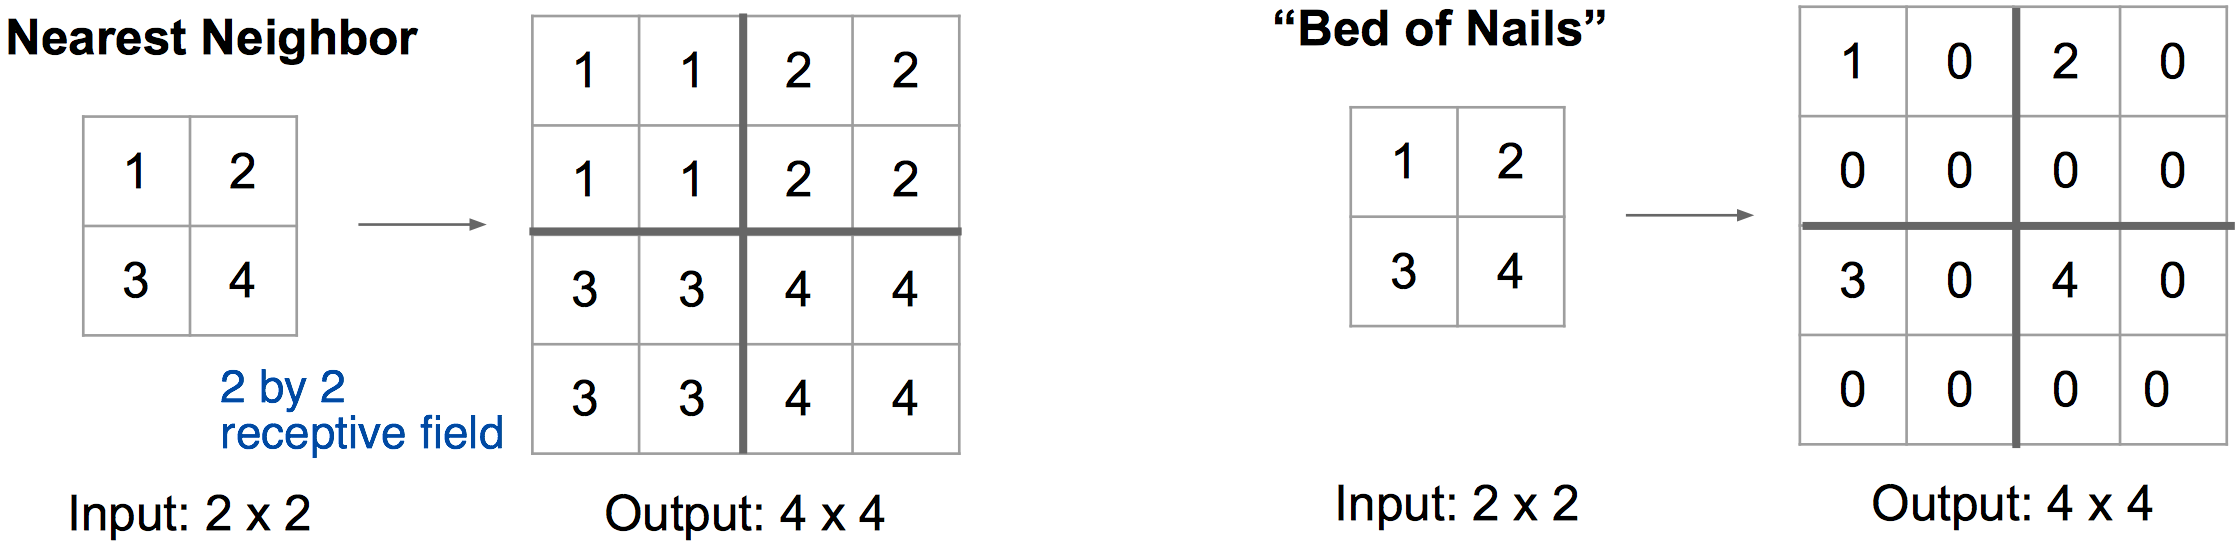 Nearest Neighbor
1 2
3 4
2 by 2
receptive field
Input: 2 x 2
1 1 2 2
1 1 2 2
3 3 4 4
3 3 4 4
Output: 4 x 4
“Bed of Nails”
1 2
3 4
Input: 2 x 2
1 0 2 0
0 0 0 0
3 0 4 0
0 0 0 0
Output: 4 x 4